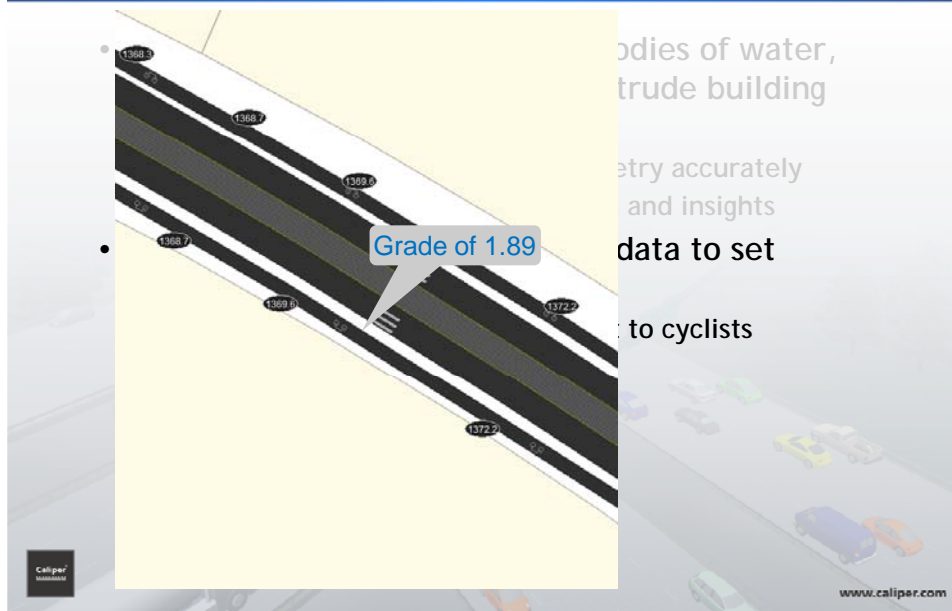 • odies of water,
trude building
etry accurately
and insights
• data to set
to cyclists
1368.3
1368.7
1369.6
Grade of 1.89
1368.7
1369.6
1372.2
1372.2
Caliper
www.caliper.com